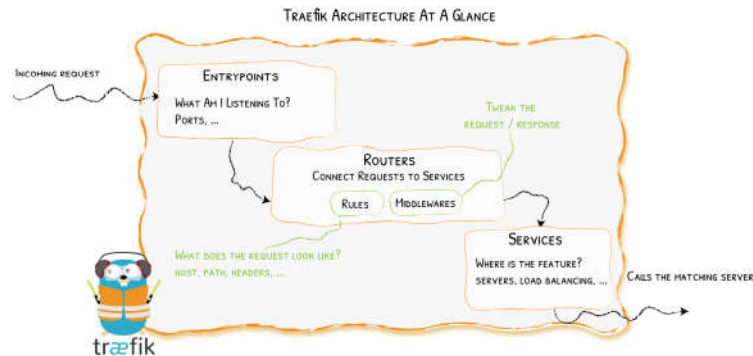 TRAEFIK ARCHITECTURE AT A GLANCE
INCOMING REQUEST
ENTRYPOINTS
WHAT AM I LISTENING TO?
PORTS, ...
TWEAK THE
REQUEST / RESPONSE
ROUTERS
CONNECT REQUESTS TO SERVICES
RULES
MIDDLEWARES
WHAT DOES THE REQUEST LOOK LIKE?
HOST, PATH, HEADERS, ...
SERVICES
WHERE IS THE FEATURE?
SERVERS, LOAD BALANCING, ...
CALLS THE MATCHING SERVER
træfik